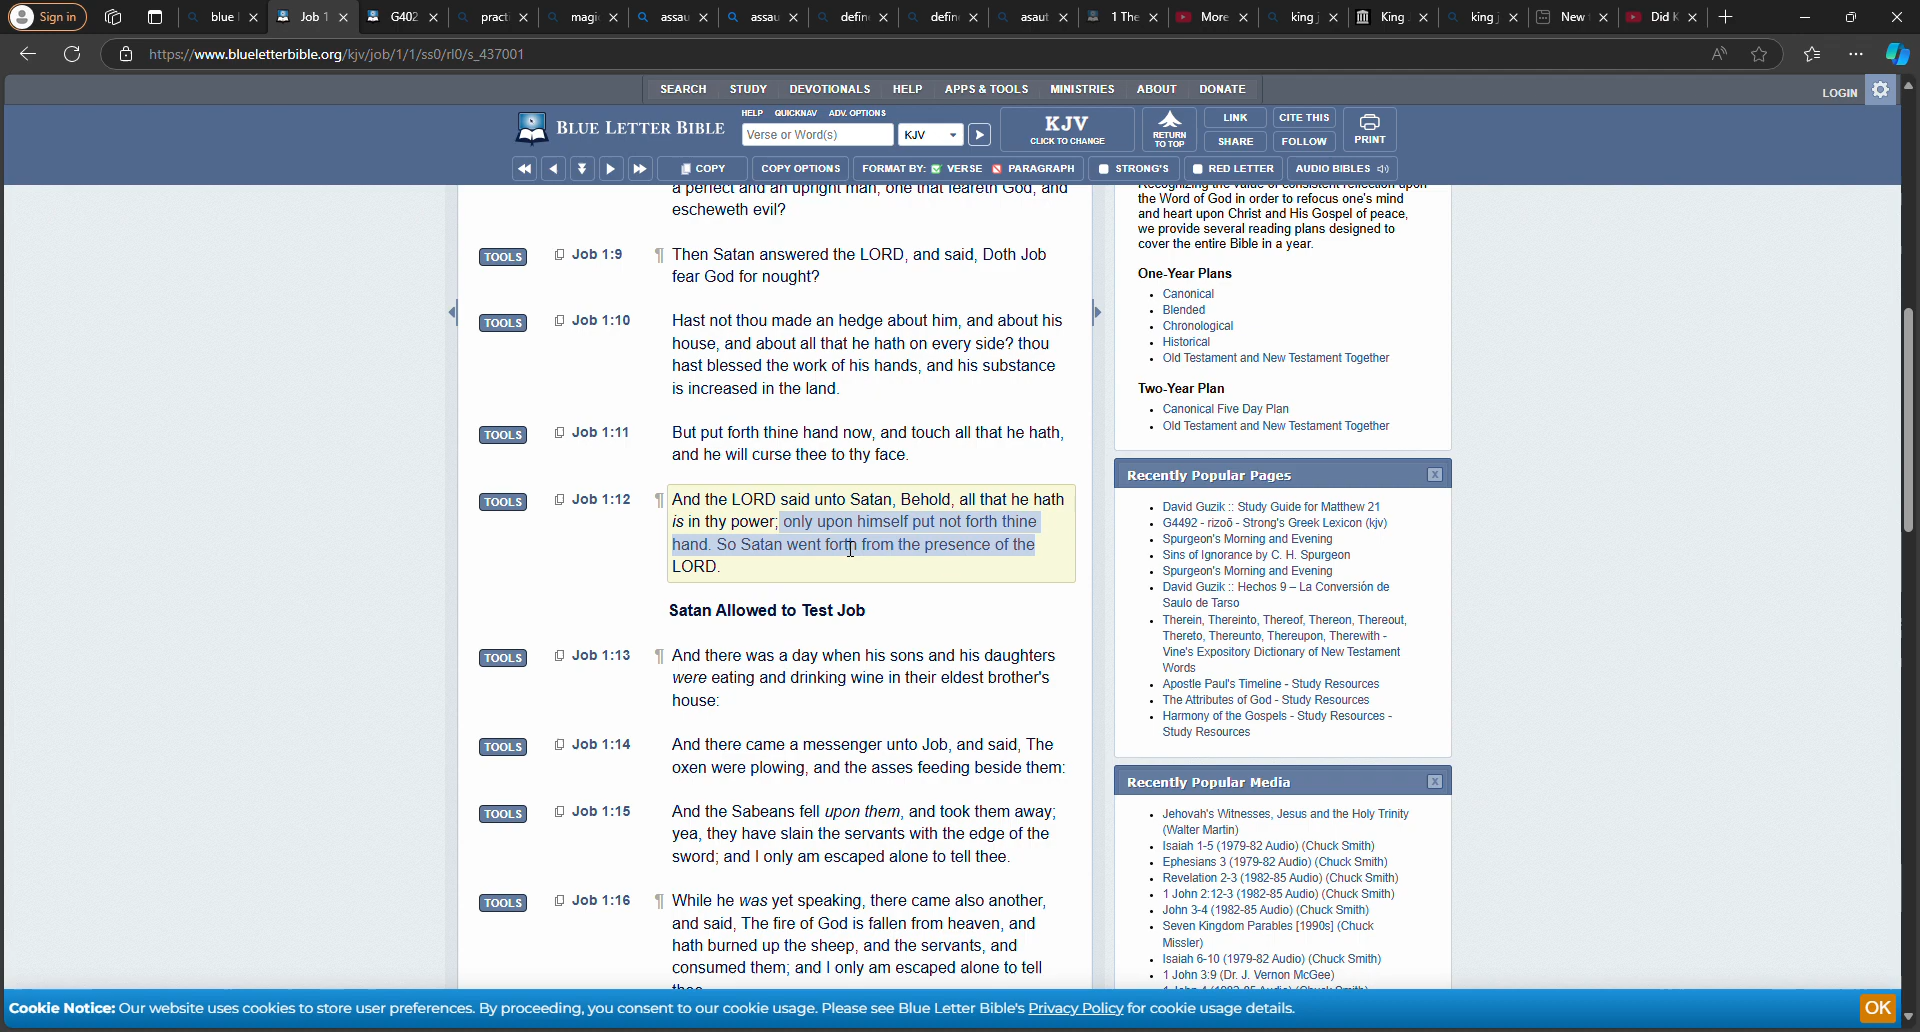 Sign in
blue
Job 1
G402
practi
magi
assau
assau
defin
defin
asaut
1 The
More
king j
King
king j
New
Did K
https://www.blueletterbible.org/kjv/job/1/1/ss0/rl0/s_437001
SEARCH STUDY DEVOTIONALS HELP APPS & TOOLS MINISTRIES ABOUT DONATE
LOGIN
BLUE LETTER BIBLE
HELP QUICKNAV ADV. OPTIONS
Verse or Word(s)
KJV
KJV
CLICK TO CHANGE
RETURN
TO TOP
LINK
CITE THIS
SHARE
FOLLOW
PRINT
COPY
COPY OPTIONS
FORMAT BY: VERSE PARAGRAPH
STRONG'S
RED LETTER
AUDIO BIBLES
a perfect and an upright man, one that feareth God, and
escheweth evil?
TOOLS Job 1:9 ¶ Then Satan answered the LORD, and said, Doth Job
fear God for nought?
TOOLS Job 1:10 Hast not thou made an hedge about him, and about his
house, and about all that he hath on every side? thou
hast blessed the work of his hands, and his substance
is increased in the land.
TOOLS Job 1:11 But put forth thine hand now, and touch all that he hath,
and he will curse thee to thy face.
TOOLS Job 1:12 ¶ And the LORD said unto Satan, Behold, all that he hath
is in thy power; only upon himself put not forth thine
hand. So Satan went forth from the presence of the
LORD.
Satan Allowed to Test Job
TOOLS Job 1:13 ¶ And there was a day when his sons and his daughters
were eating and drinking wine in their eldest brother's
house:
TOOLS Job 1:14 And there came a messenger unto Job, and said, The
oxen were plowing, and the asses feeding beside them:
TOOLS Job 1:15 And the Sabeans fell upon them, and took them away;
yea, they have slain the servants with the edge of the
sword; and I only am escaped alone to tell thee.
TOOLS Job 1:16 ¶ While he was yet speaking, there came also another,
and said, The fire of God is fallen from heaven, and
hath burned up the sheep, and the servants, and
consumed them; and I only am escaped alone to tell
thee.
Recognizing the value of consistent reflection upon
the Word of God in order to refocus one's mind
and heart upon Christ and His Gospel of peace,
we provide several reading plans designed to
cover the entire Bible in a year.
One-Year Plans
Canonical
Blended
Chronological
Historical
Old Testament and New Testament Together
Two-Year Plan
Canonical Five Day Plan
Old Testament and New Testament Together
Recently Popular Pages
David Guzik :: Study Guide for Matthew 21
G4492 - rizoō - Strong's Greek Lexicon (kjv)
Spurgeon's Morning and Evening
Sins of Ignorance by C. H. Spurgeon
Spurgeon's Morning and Evening
David Guzik :: Hechos 9 – La Conversión de
Saulo de Tarso
Therein, Thereinto, Thereof, Thereon, Thereout,
Thereto, Thereunto, Thereupon, Therewith -
Vine's Expository Dictionary of New Testament
Words
Apostle Paul's Timeline - Study Resources
The Attributes of God - Study Resources
Harmony of the Gospels - Study Resources -
Study Resources
Recently Popular Media
Jehovah's Witnesses, Jesus and the Holy Trinity
(Walter Martin)
Isaiah 1-5 (1979-82 Audio) (Chuck Smith)
Ephesians 3 (1979-82 Audio) (Chuck Smith)
Revelation 2-3 (1982-85 Audio) (Chuck Smith)
1 John 2:12-3 (1982-85 Audio) (Chuck Smith)
John 3-4 (1982-85 Audio) (Chuck Smith)
Seven Kingdom Parables [1990s] (Chuck
Missler)
Isaiah 6-10 (1979-82 Audio) (Chuck Smith)
1 John 3:9 (Dr. J. Vernon McGee)
Cookie Notice: Our website uses cookies to store user preferences. By proceeding, you consent to our cookie usage. Please see Blue Letter Bible's Privacy Policy for cookie usage details.
OK